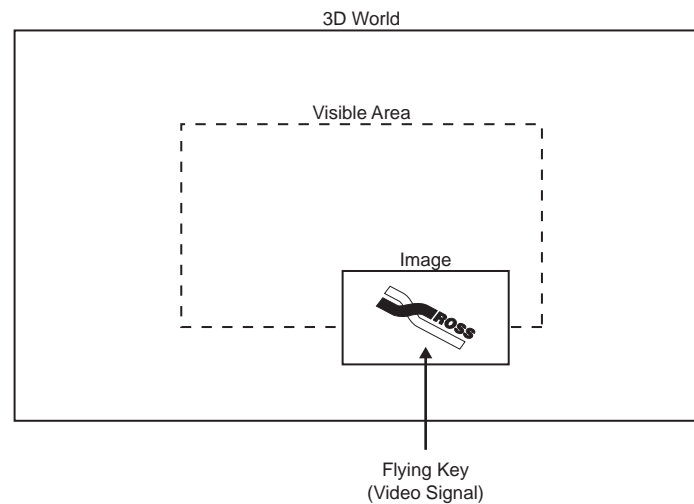 3D World
Visible Area
Image
ROSS
Flying Key
(Video Signal)